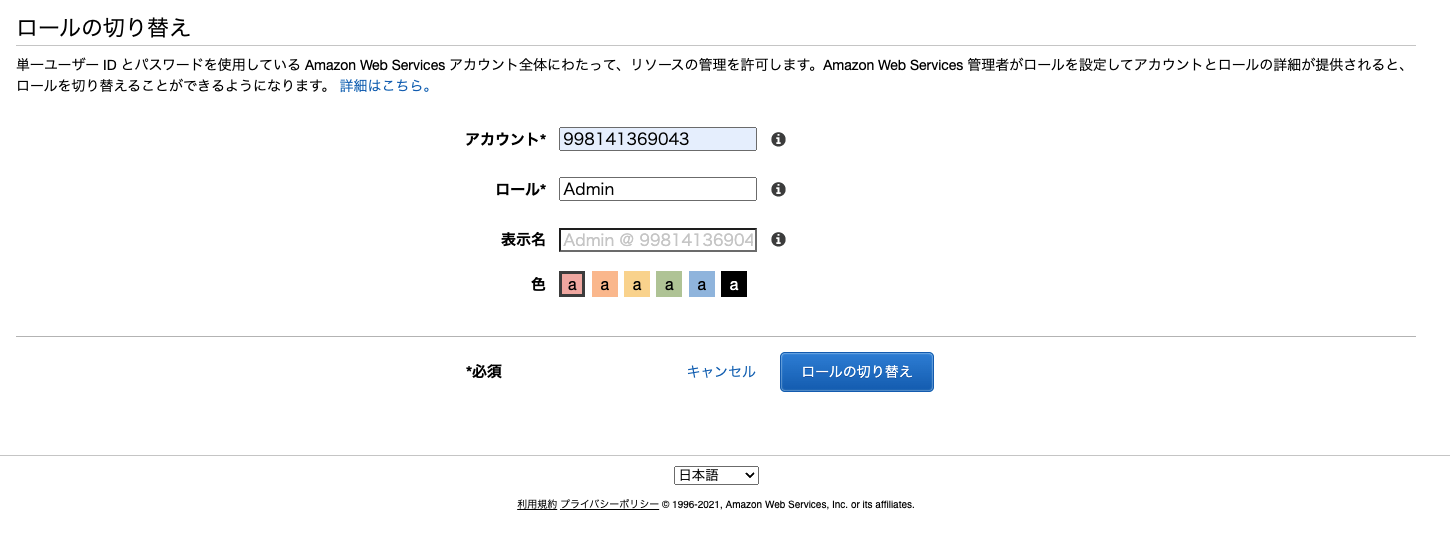 ロールの切り替え
単一ユーザー ID とパスワードを使用している Amazon Web Services アカウント全体にわたって、リソースの管理を許可します。Amazon Web Services 管理者がロールを設定してアカウントとロールの詳細が提供されると、
ロールを切り替えることができるようになります。 詳細はこちら。
アカウント* 998141369043
ロール* Admin
表示名 Admin @ 99814136904
色 a a a a a a
*必須 キャンセル ロールの切り替え
日本語
利用規約 プライバシーポリシー © 1996-2021, Amazon Web Services, Inc. or its affiliates.